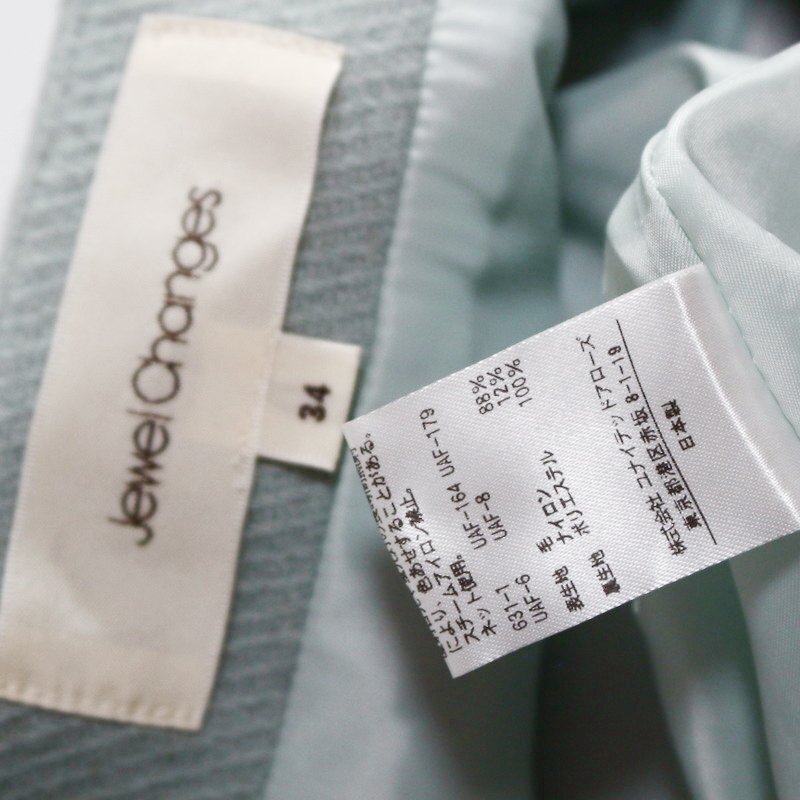 Jewel Changes
34
により、色あせすることがある。
スチームアイロン禁止。
スチート使用。
ネット
631-1 UAF-164 UAF-179
UAF-6 UAF-8
表生地 毛 88%
ナイロン 12%
裏生地 ポリエステル 100%
株式会社 ユナイテッドアローズ
東京都港区赤坂 8-1-19
日本製